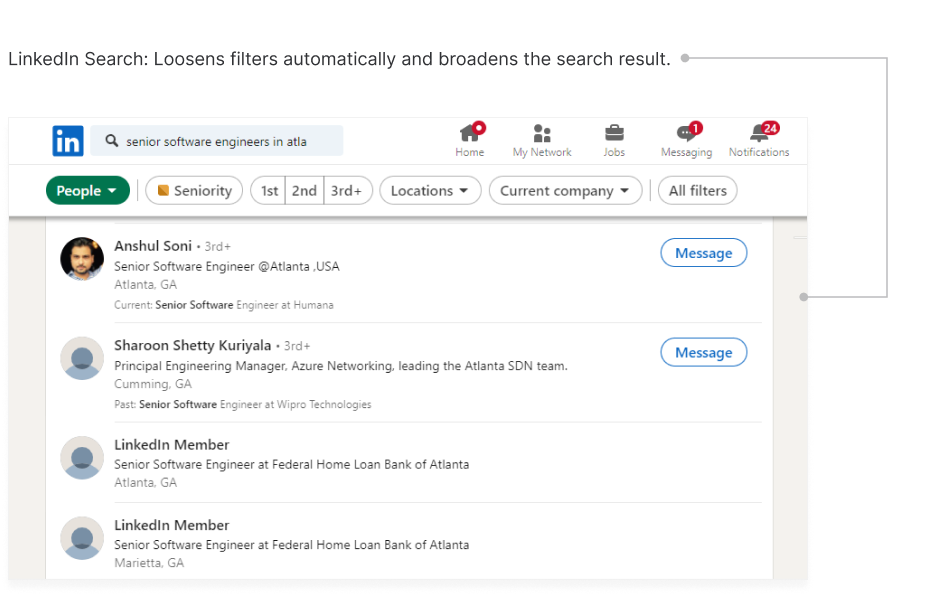 LinkedIn Search: Loosens filters automatically and broadens the search result.
in
senior software engineers in atla
Home
My Network
Jobs
1
Messaging
24
Notifications
People
Seniority
1st
2nd
3rd+
Locations
Current company
All filters
Anshul Soni • 3rd+
Senior Software Engineer @Atlanta ,USA
Atlanta, GA
Current: Senior Software Engineer at Humana
Message
Sharoon Shetty Kuriyala • 3rd+
Principal Engineering Manager, Azure Networking, leading the Atlanta SDN team.
Cumming, GA
Past: Senior Software Engineer at Wipro Technologies
Message
LinkedIn Member
Senior Software Engineer at Federal Home Loan Bank of Atlanta
Atlanta, GA
LinkedIn Member
Senior Software Engineer at Federal Home Loan Bank of Atlanta
Marietta, GA